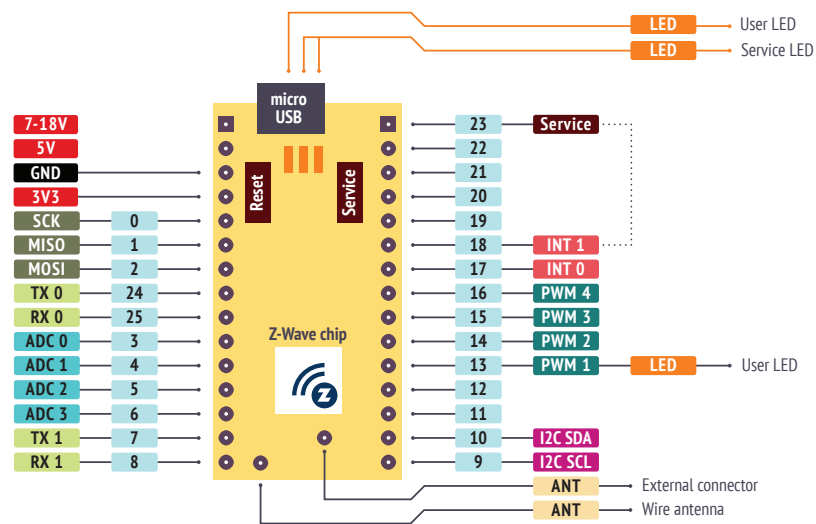 LED User LED
LED Service LED
micro
USB
7-18V 23 Service
5V 22
GND 21
3V3 20
Reset Service
SCK 0 19
MISO 1 18 INT 1
MOSI 2 17 INT 0
TX 0 24 16 PWM 4
RX 0 25 15 PWM 3
Z-Wave chip
ADC 0 3 14 PWM 2
ADC 1 4 13 PWM 1 LED User LED
ADC 2 5 12
Z
ADC 3 6 11
TX 1 7 10 I2C SDA
RX 1 8 9 I2C SCL
ANT External connector
ANT Wire antenna